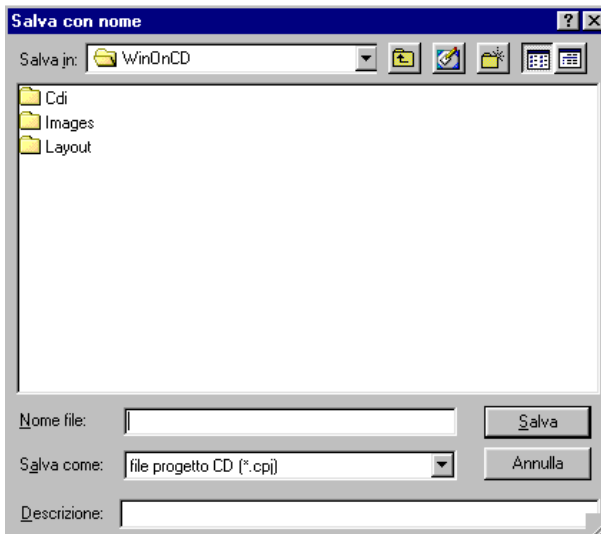 Salva con nome
Salva in: WinOnCD
Cdi
Images
Layout
Nome file: Salva
Salva come: file progetto CD (*.cpj) Annulla
Descrizione: